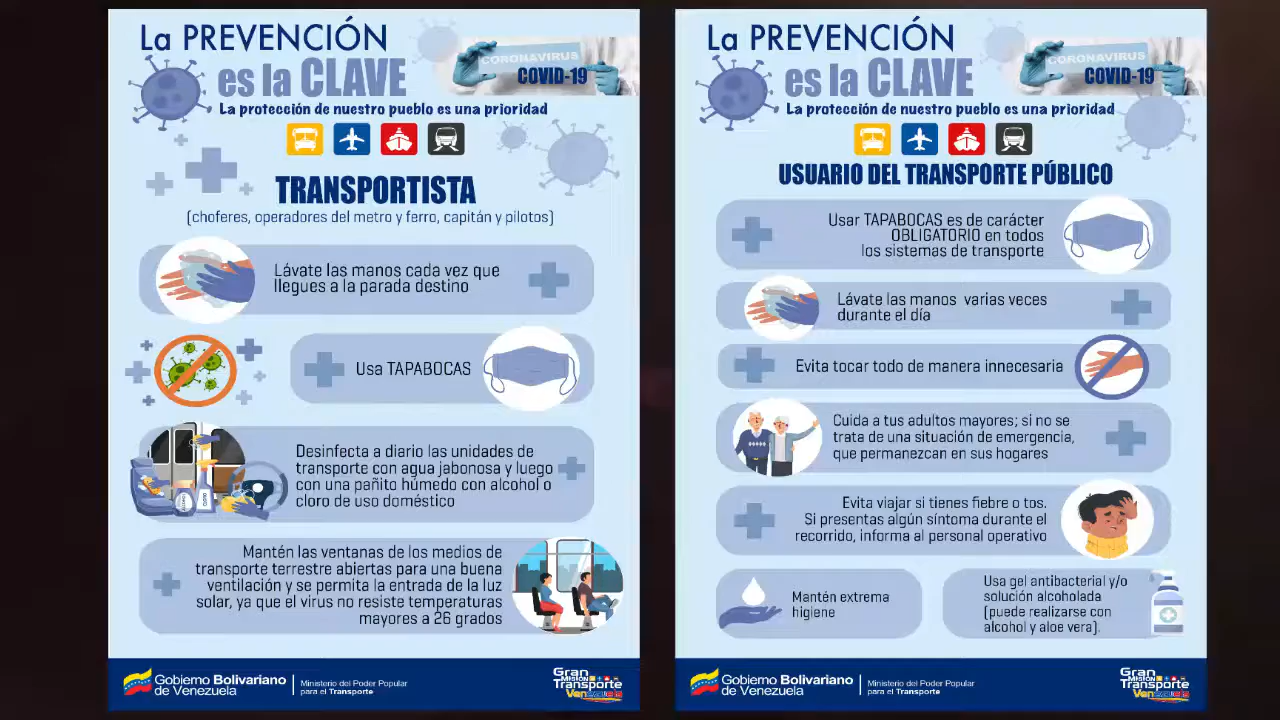 La PREVENCIÓN
es la CLAVE
CORONAVIRUS
COVID-19
La protección de nuestro pueblo es una prioridad
TRANSPORTISTA
(choferes, operadores del metro y ferro, capitán y pilotos)
Lávate las manos cada vez que
llegues a la parada destino
Usa TAPABOCAS
Desinfecta a diario las unidades de
transporte con agua jabonosa y luego
con una pañito húmedo con alcohol o
cloro de uso doméstico
Mantén las ventanas de los medios de
transporte terrestre abiertas para una buena
ventilación y se permita la entrada de la luz
solar, ya que el virus no resiste temperaturas
mayores a 26 grados
Gobierno Bolivariano
de Venezuela
Ministerio del Poder Popular
para el Transporte
Gran
MISIÓN
Transporte
Venezuela
La PREVENCIÓN
es la CLAVE
CORONAVIRUS
COVID-19
La protección de nuestro pueblo es una prioridad
USUARIO DEL TRANSPORTE PÚBLICO
Usar TAPABOCAS es de carácter
OBLIGATORIO en todos
los sistemas de transporte
Lávate las manos varias veces
durante el día
Evita tocar todo de manera innecesaria
Cuida a tus adultos mayores; si no se
trata de una situación de emergencia,
que permanezcan en sus hogares
Evita viajar si tienes fiebre o tos.
Si presentas algún síntoma durante el
recorrido, informa al personal operativo
Mantén extrema
higiene
Usa gel antibacterial y/o
solución alcoholada
(puede realizarse con
alcohol y aloe vera).
Gobierno Bolivariano
de Venezuela
Ministerio del Poder Popular
para el Transporte
Gran
MISIÓN
Transporte
Venezuela